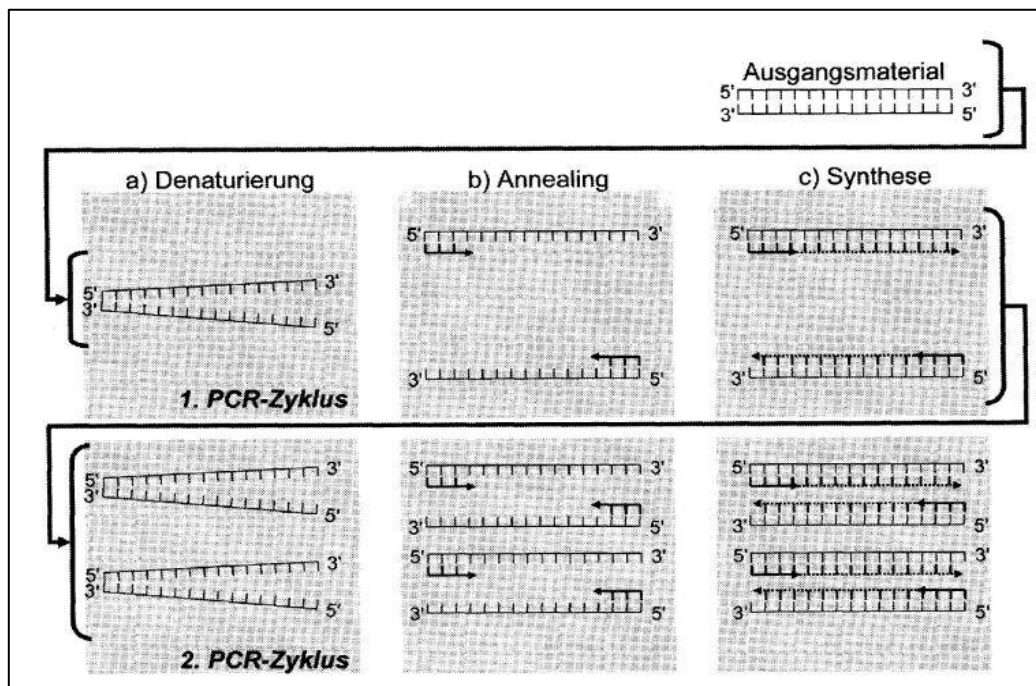 Ausgangsmaterial
5' 3'
3' 5'
a) Denaturierung b) Annealing c) Synthese
5' 3' 5' 3'
3'
5'
3'
5'
3' 5' 3' 5'
1. PCR-Zyklus
3' 5' 3' 5' 3'
5'
3'
5' 3' 5' 3' 5'
3' 5' 3' 5' 3'
5'
3'
5' 3' 5' 3' 5'
2. PCR-Zyklus